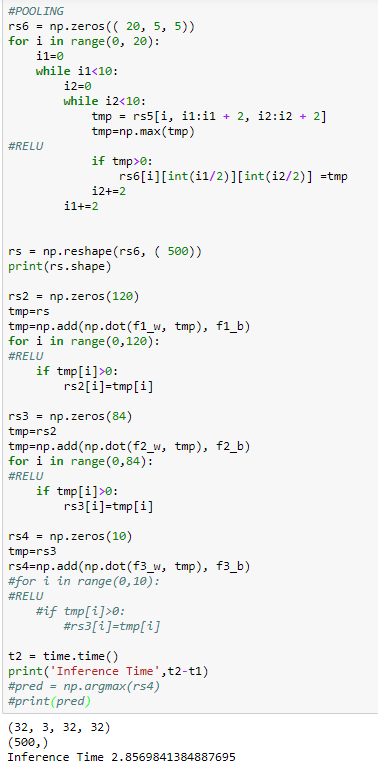 #POOLING
rs6 = np.zeros(( 20, 5, 5))
for i in range(0, 20):
    i1=0
    while i1<10:
        i2=0
        while i2<10:
            tmp = rs5[i, i1:i1 + 2, i2:i2 + 2]
            tmp=np.max(tmp)
#RELU
            if tmp>0:
                rs6[i][int(i1/2)][int(i2/2)] =tmp
            i2+=2
        i1+=2
rs = np.reshape(rs6, ( 500))
print(rs.shape)
rs2 = np.zeros(120)
tmp=rs
tmp=np.add(np.dot(f1_w, tmp), f1_b)
for i in range(0,120):
#RELU
    if tmp[i]>0:
        rs2[i]=tmp[i]
rs3 = np.zeros(84)
tmp=rs2
tmp=np.add(np.dot(f2_w, tmp), f2_b)
for i in range(0,84):
#RELU
    if tmp[i]>0:
        rs3[i]=tmp[i]
rs4 = np.zeros(10)
tmp=rs3
rs4=np.add(np.dot(f3_w, tmp), f3_b)
#for i in range(0,10):
#RELU
    #if tmp[i]>0:
        #rs3[i]=tmp[i]
t2 = time.time()
print('Inference Time',t2-t1)
#pred = np.argmax(rs4)
#print(pred)
(32, 3, 32, 32)
(500,)
Inference Time 2.8569841384887695